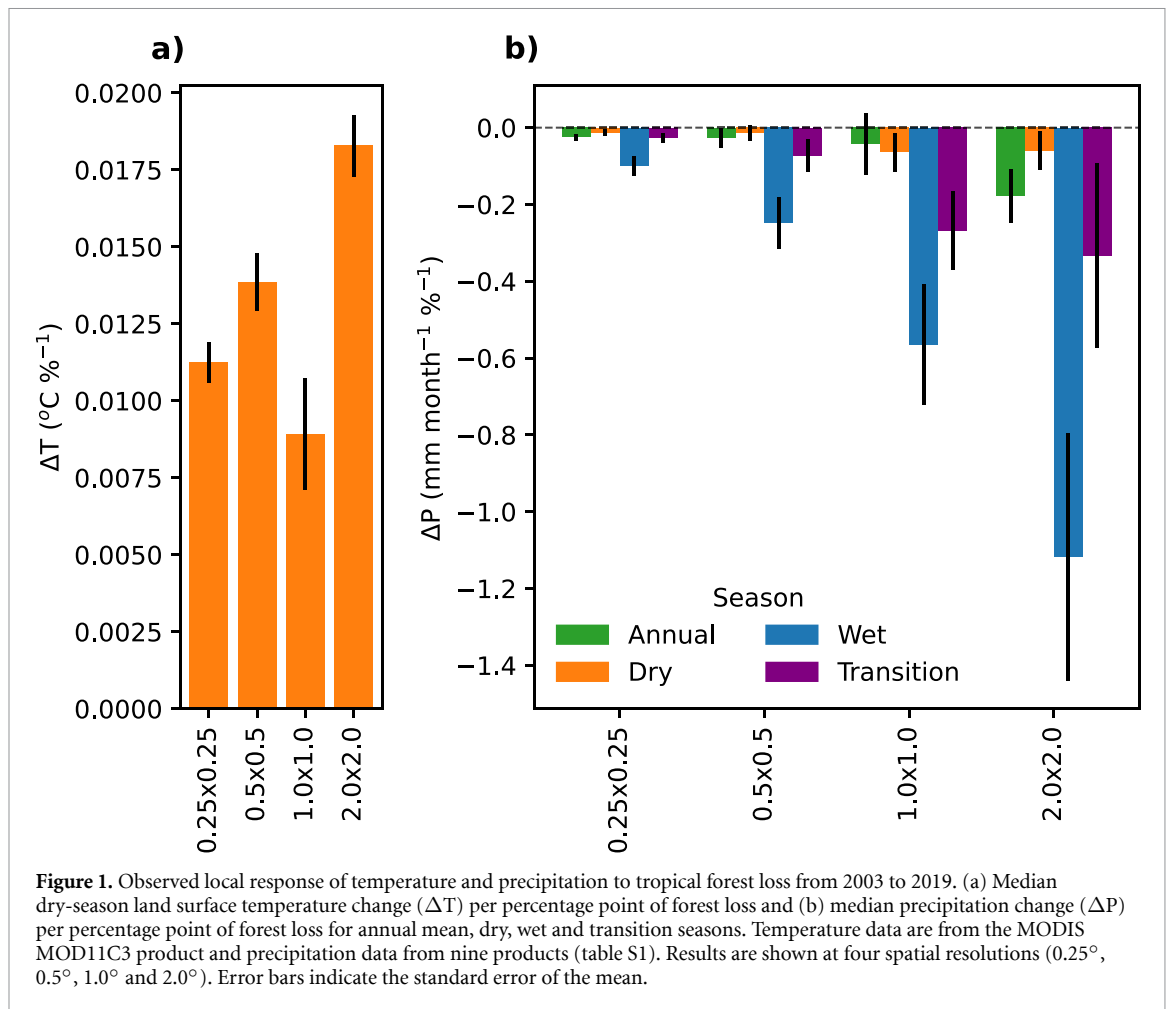 a)
b)
0.0200
0.0175
0.0150
0.0125
0.0100
0.0075
0.0050
0.0025
0.0000
ΔT (°C %⁻¹)
0.25x0.25
0.5x0.5
1.0x1.0
2.0x2.0
0.0
−0.2
−0.4
−0.6
−0.8
−1.0
−1.2
−1.4
ΔP (mm month⁻¹ %⁻¹)
Season
Annual Wet
Dry Transition
0.25x0.25
0.5x0.5
1.0x1.0
2.0x2.0
Figure 1. Observed local response of temperature and precipitation to tropical forest loss from 2003 to 2019. (a) Median
dry-season land surface temperature change (ΔT) per percentage point of forest loss and (b) median precipitation change (ΔP)
per percentage point of forest loss for annual mean, dry, wet and transition seasons. Temperature data are from the MODIS
MOD11C3 product and precipitation data from nine products (table S1). Results are shown at four spatial resolutions (0.25°,
0.5°, 1.0° and 2.0°). Error bars indicate the standard error of the mean.